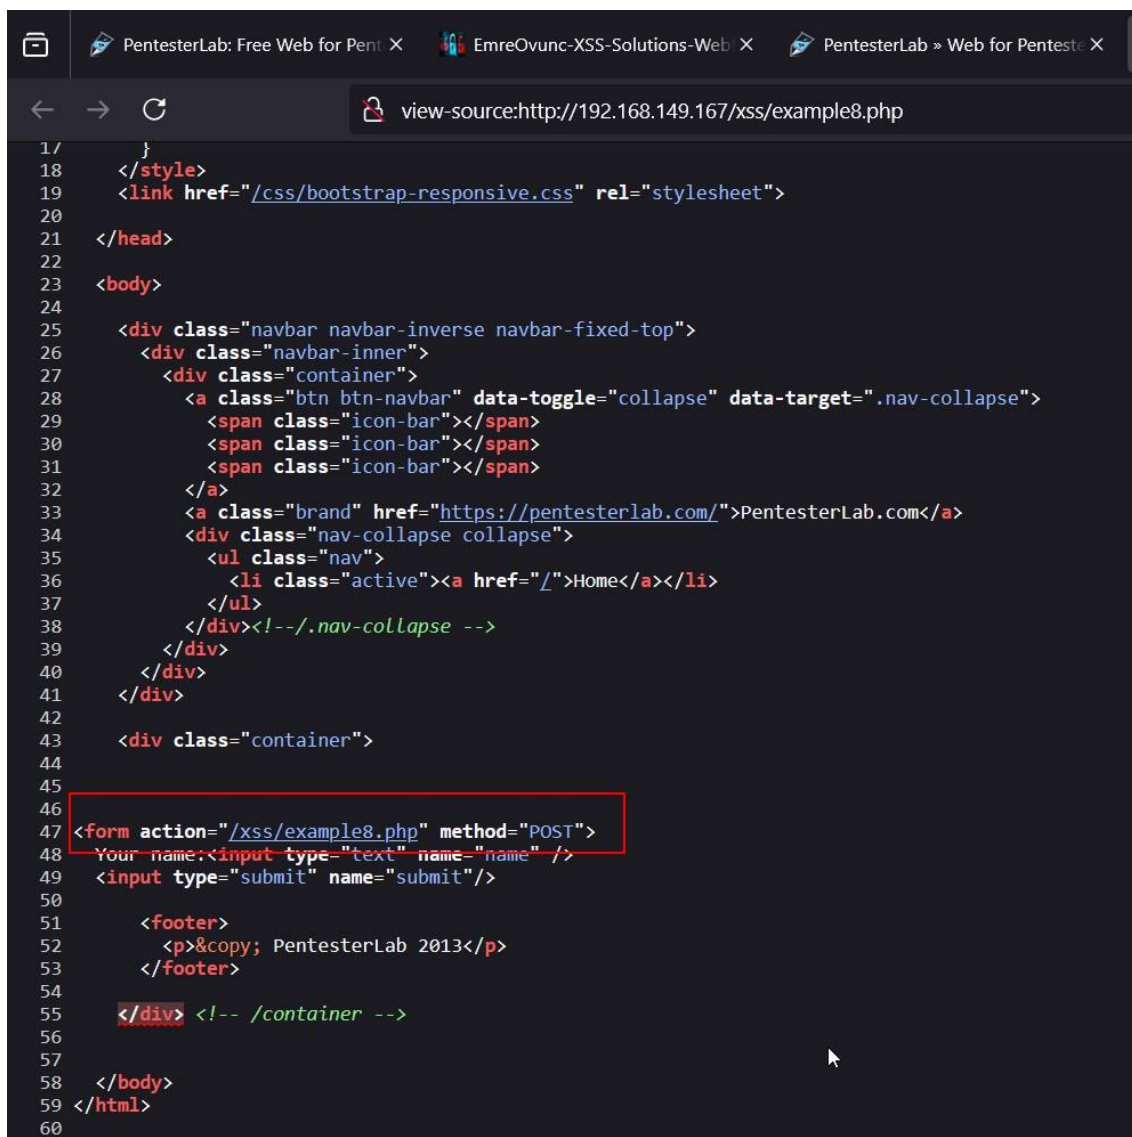 PentesterLab: Free Web for Pent
EmreOvunc-XSS-Solutions-Web
PentesterLab » Web for Penteste
view-source:http://192.168.149.167/xss/example8.php
17 }
18 </style>
19 <link href="/css/bootstrap-responsive.css" rel="stylesheet">
20
21 </head>
22
23 <body>
24
25 <div class="navbar navbar-inverse navbar-fixed-top">
26 <div class="navbar-inner">
27 <div class="container">
28 <a class="btn btn-navbar" data-toggle="collapse" data-target=".nav-collapse">
29 <span class="icon-bar"></span>
30 <span class="icon-bar"></span>
31 <span class="icon-bar"></span>
32 </a>
33 <a class="brand" href="https://pentesterlab.com/">PentesterLab.com</a>
34 <div class="nav-collapse collapse">
35 <ul class="nav">
36 <li class="active"><a href="/">Home</a></li>
37 </ul>
38 </div><!--/.nav-collapse -->
39 </div>
40 </div>
41 </div>
42
43 <div class="container">
44
45
46
47 <form action="/xss/example8.php" method="POST">
48 Your name:<input type="text" name="name" />
49 <input type="submit" name="submit"/>
50
51 <footer>
52 <p>&copy; PentesterLab 2013</p>
53 </footer>
54
55 </div> <!-- /container -->
56
57
58 </body>
59 </html>
60